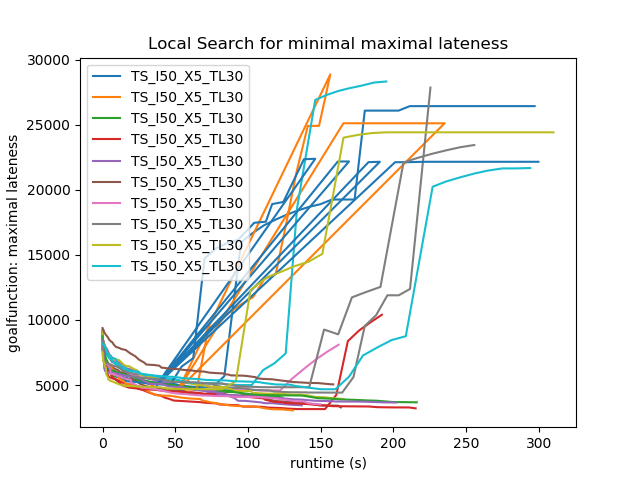 Local Search for minimal maximal lateness
goalfunction: maximal lateness
30000
25000
20000
15000
10000
5000
TS_I50_X5_TL30
TS_I50_X5_TL30
TS_I50_X5_TL30
TS_I50_X5_TL30
TS_I50_X5_TL30
TS_I50_X5_TL30
TS_I50_X5_TL30
TS_I50_X5_TL30
TS_I50_X5_TL30
TS_I50_X5_TL30
0 50 100 150 200 250 300
runtime (s)